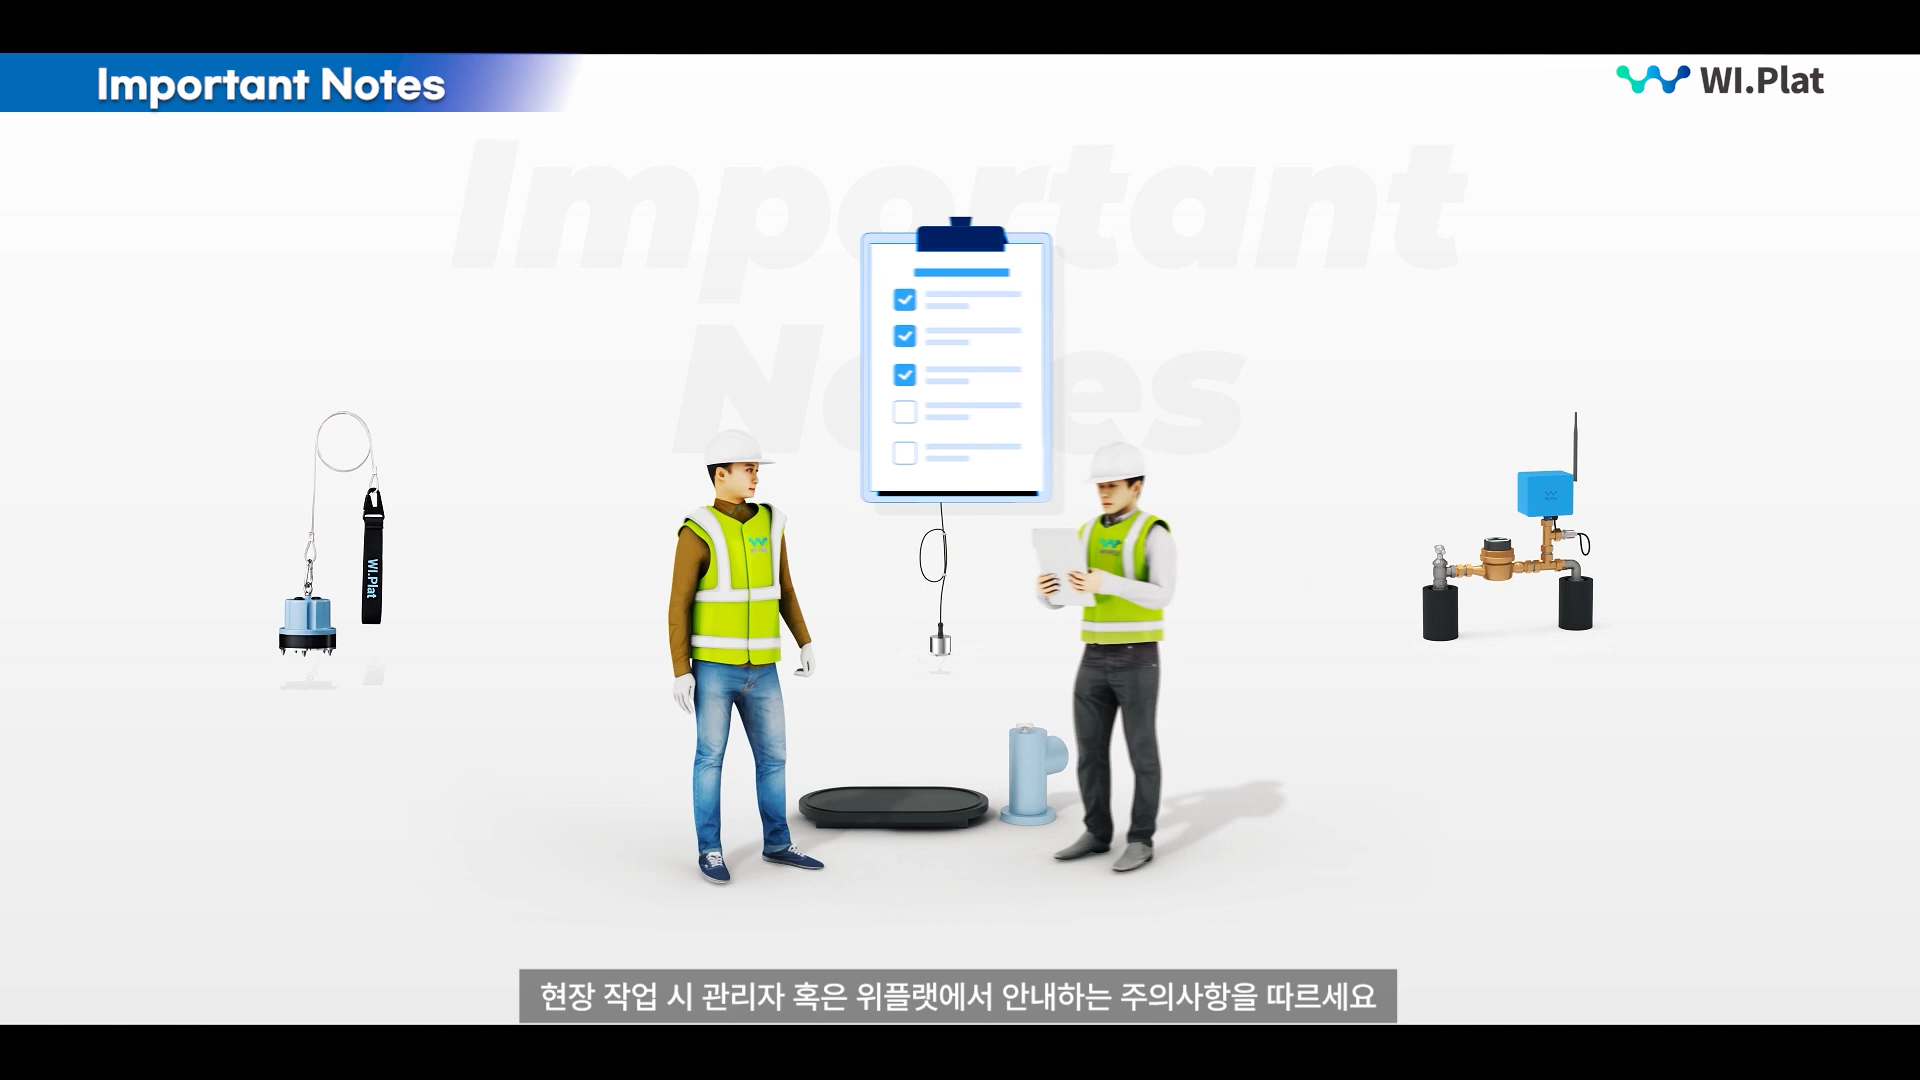 Important Notes
WI.Plat
Important
Notes
WI.Plat
현장 작업 시 관리자 혹은 위플랫에서 안내하는 주의사항을 따르세요